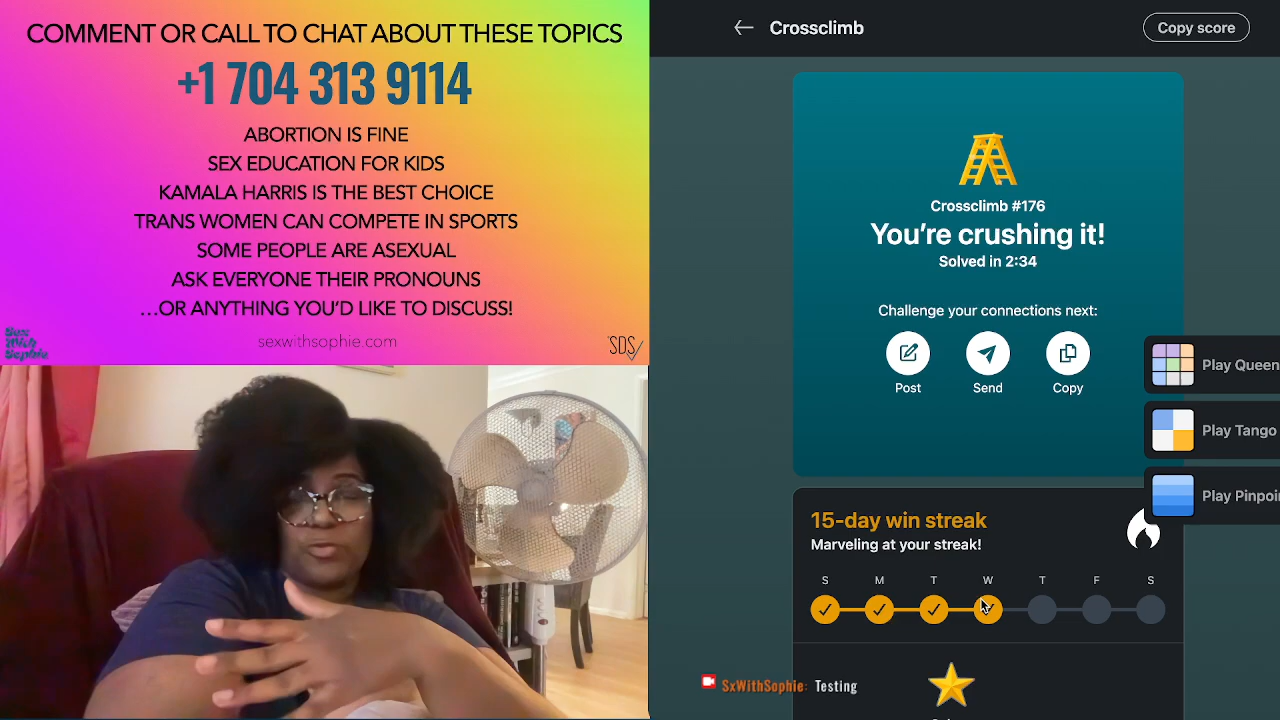 COMMENT OR CALL TO CHAT ABOUT THESE TOPICS
+1 704 313 9114
ABORTION IS FINE
SEX EDUCATION FOR KIDS
KAMALA HARRIS IS THE BEST CHOICE
TRANS WOMEN CAN COMPETE IN SPORTS
SOME PEOPLE ARE ASEXUAL
ASK EVERYONE THEIR PRONOUNS
...OR ANYTHING YOU'D LIKE TO DISCUSS!
Sex
With
Sophie
sexwithsophie.com
SDS
Crossclimb
Copy score
Crossclimb #176
You're crushing it!
Solved in 2:34
Challenge your connections next:
Post Send Copy
Play Queen
Play Tango
Play Pinpoin
15-day win streak
Marveling at your streak!
S M T W T F S
SxWithSophie: Testing